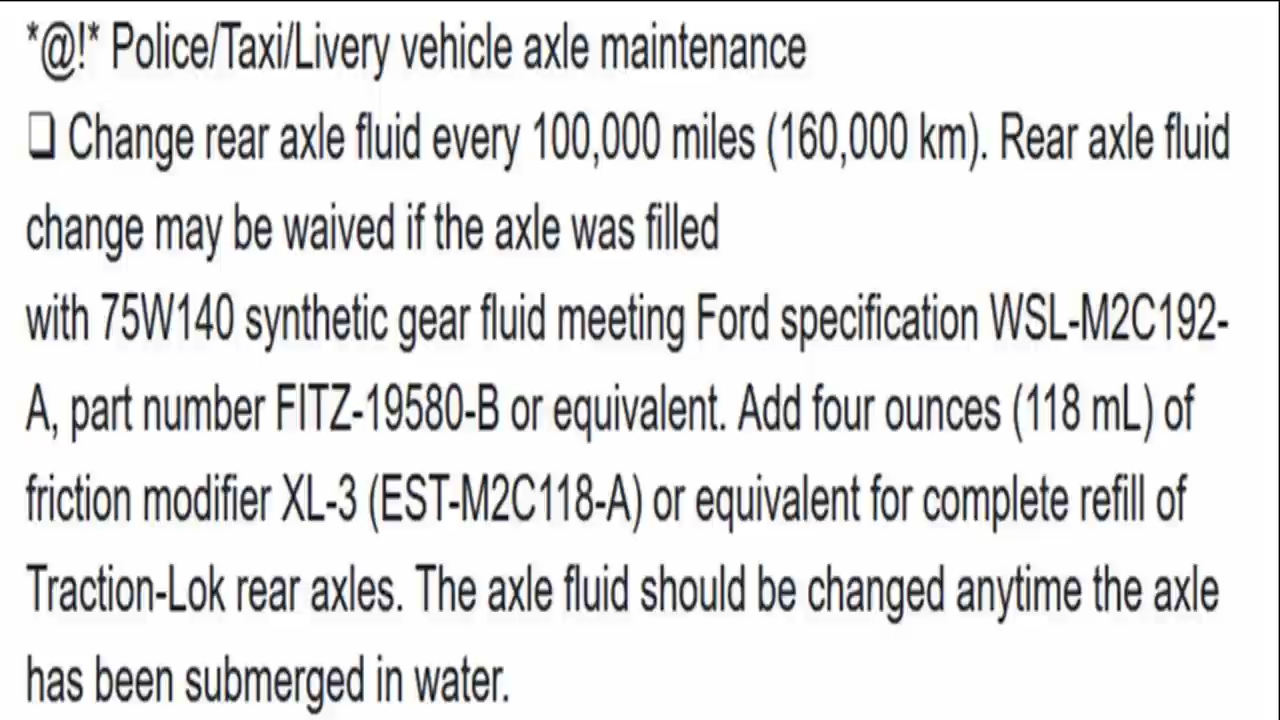 *@!* Police/Taxi/Livery vehicle axle maintenance
❏ Change rear axle fluid every 100,000 miles (160,000 km). Rear axle fluid
change may be waived if the axle was filled
with 75W140 synthetic gear fluid meeting Ford specification WSL-M2C192-
A, part number FITZ-19580-B or equivalent. Add four ounces (118 mL) of
friction modifier XL-3 (EST-M2C118-A) or equivalent for complete refill of
Traction-Lok rear axles. The axle fluid should be changed anytime the axle
has been submerged in water.